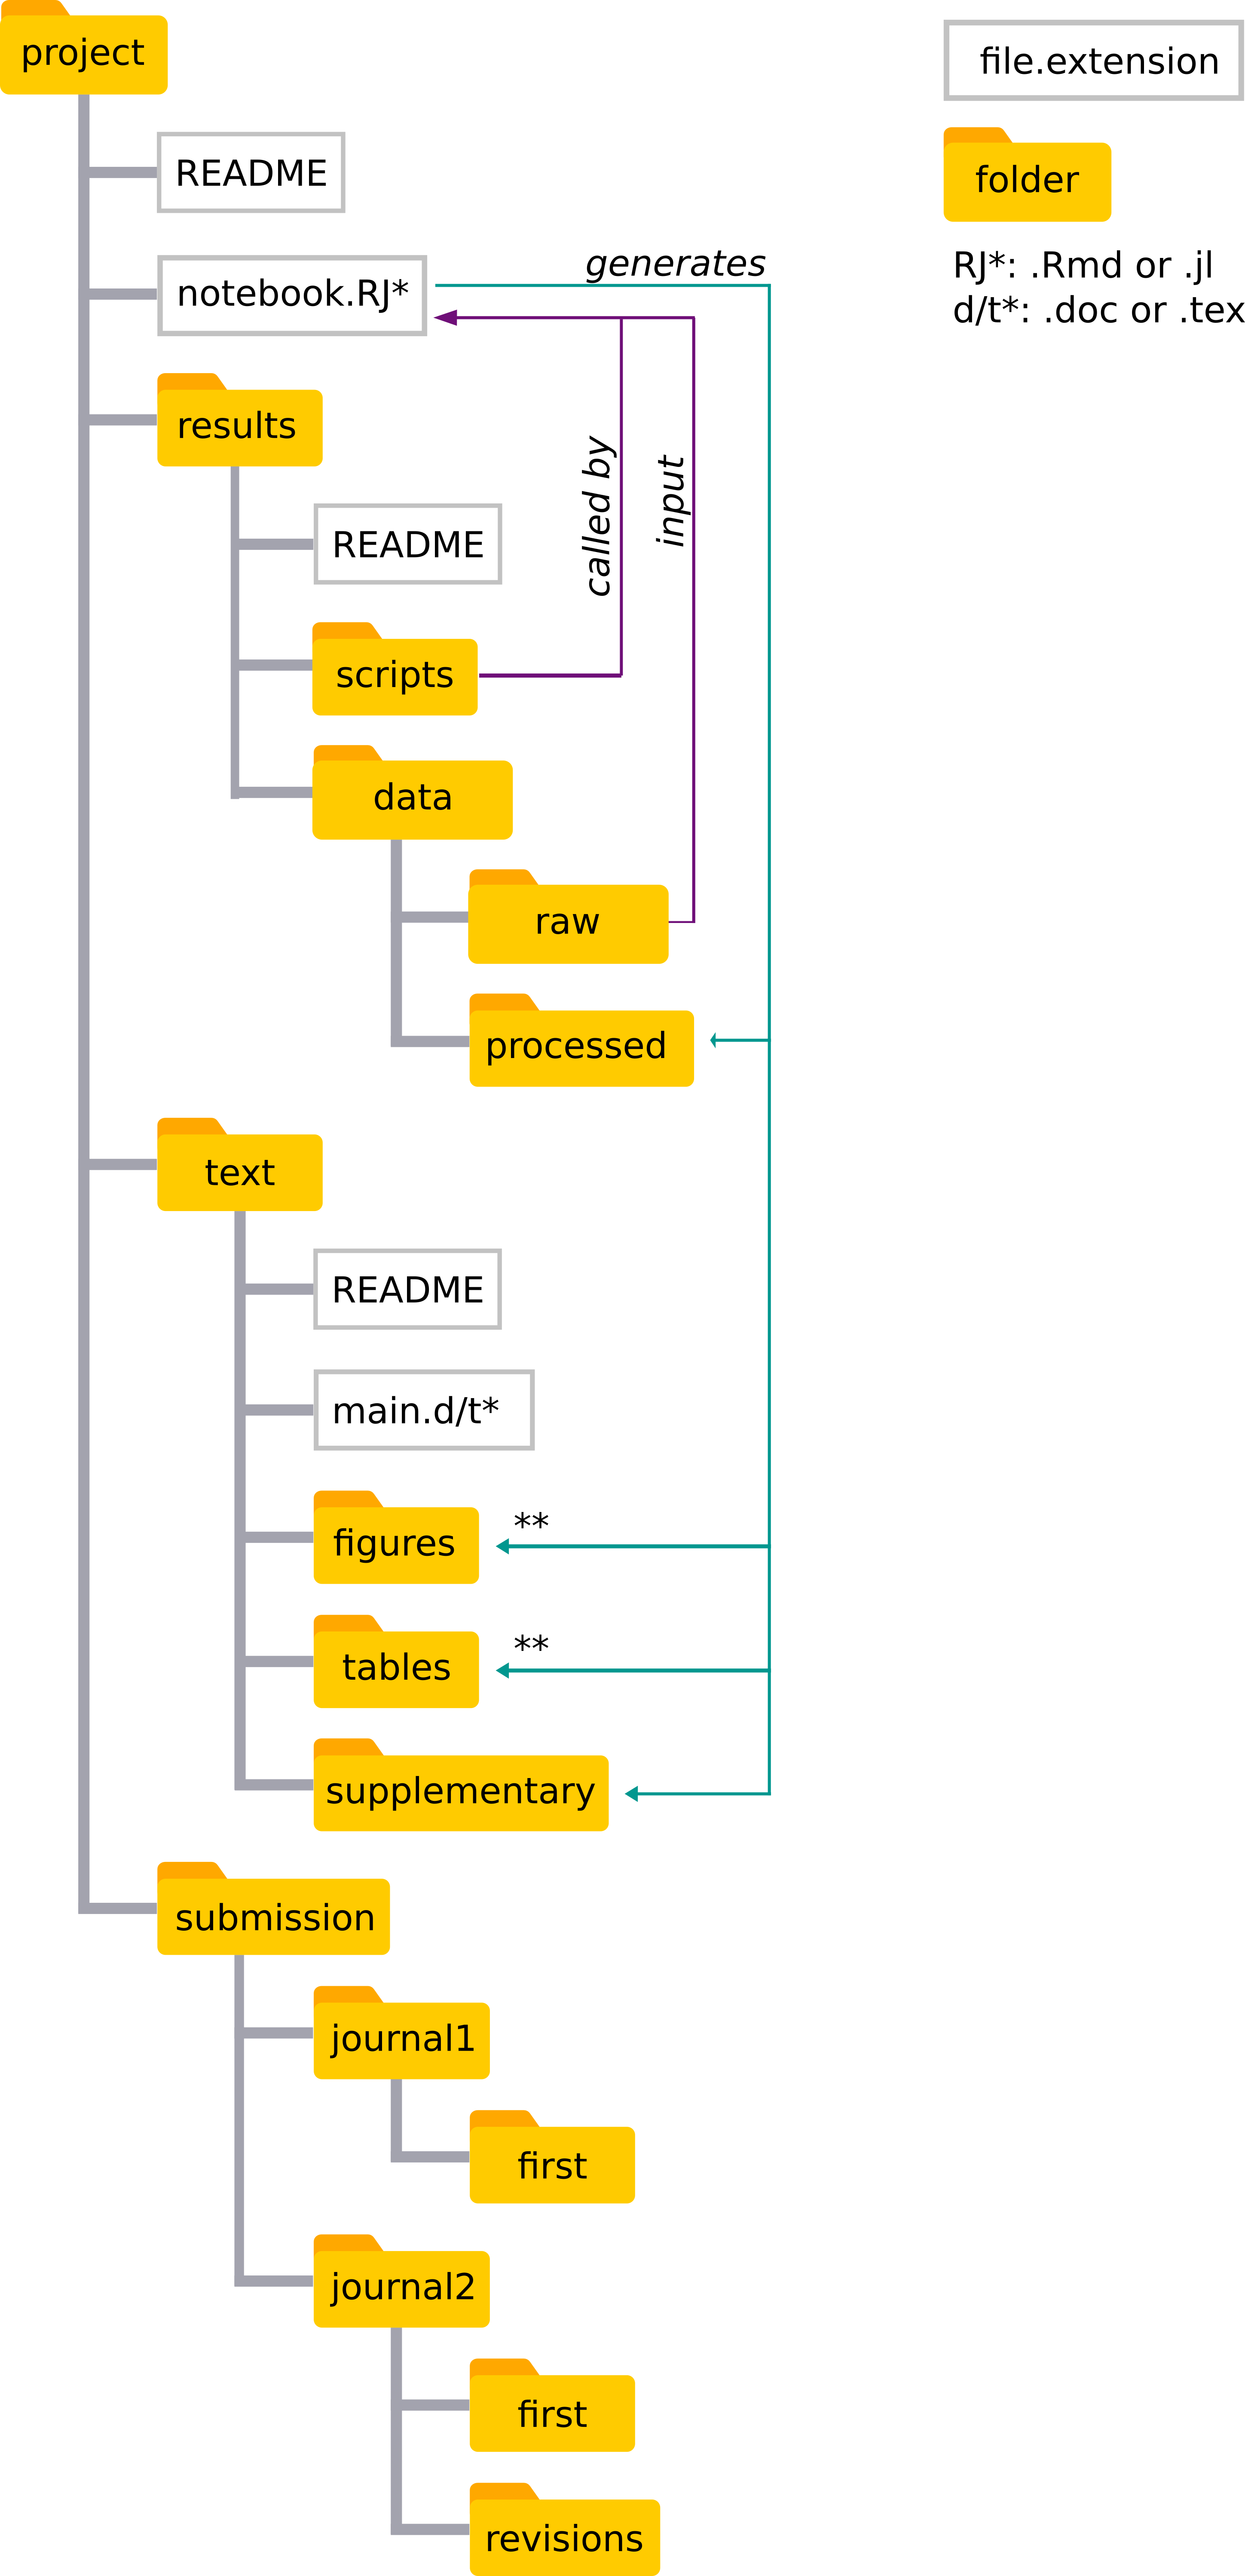 project
file.extension
README
folder
generates
RJ*: .Rmd or .jl
notebook.RJ*
d/t*: .doc or .tex
results
called by
input
README
scripts
data
raw
processed
text
README
main.d/t*
**
figures
**
tables
supplementary
submission
journal1
first
journal2
first
revisions